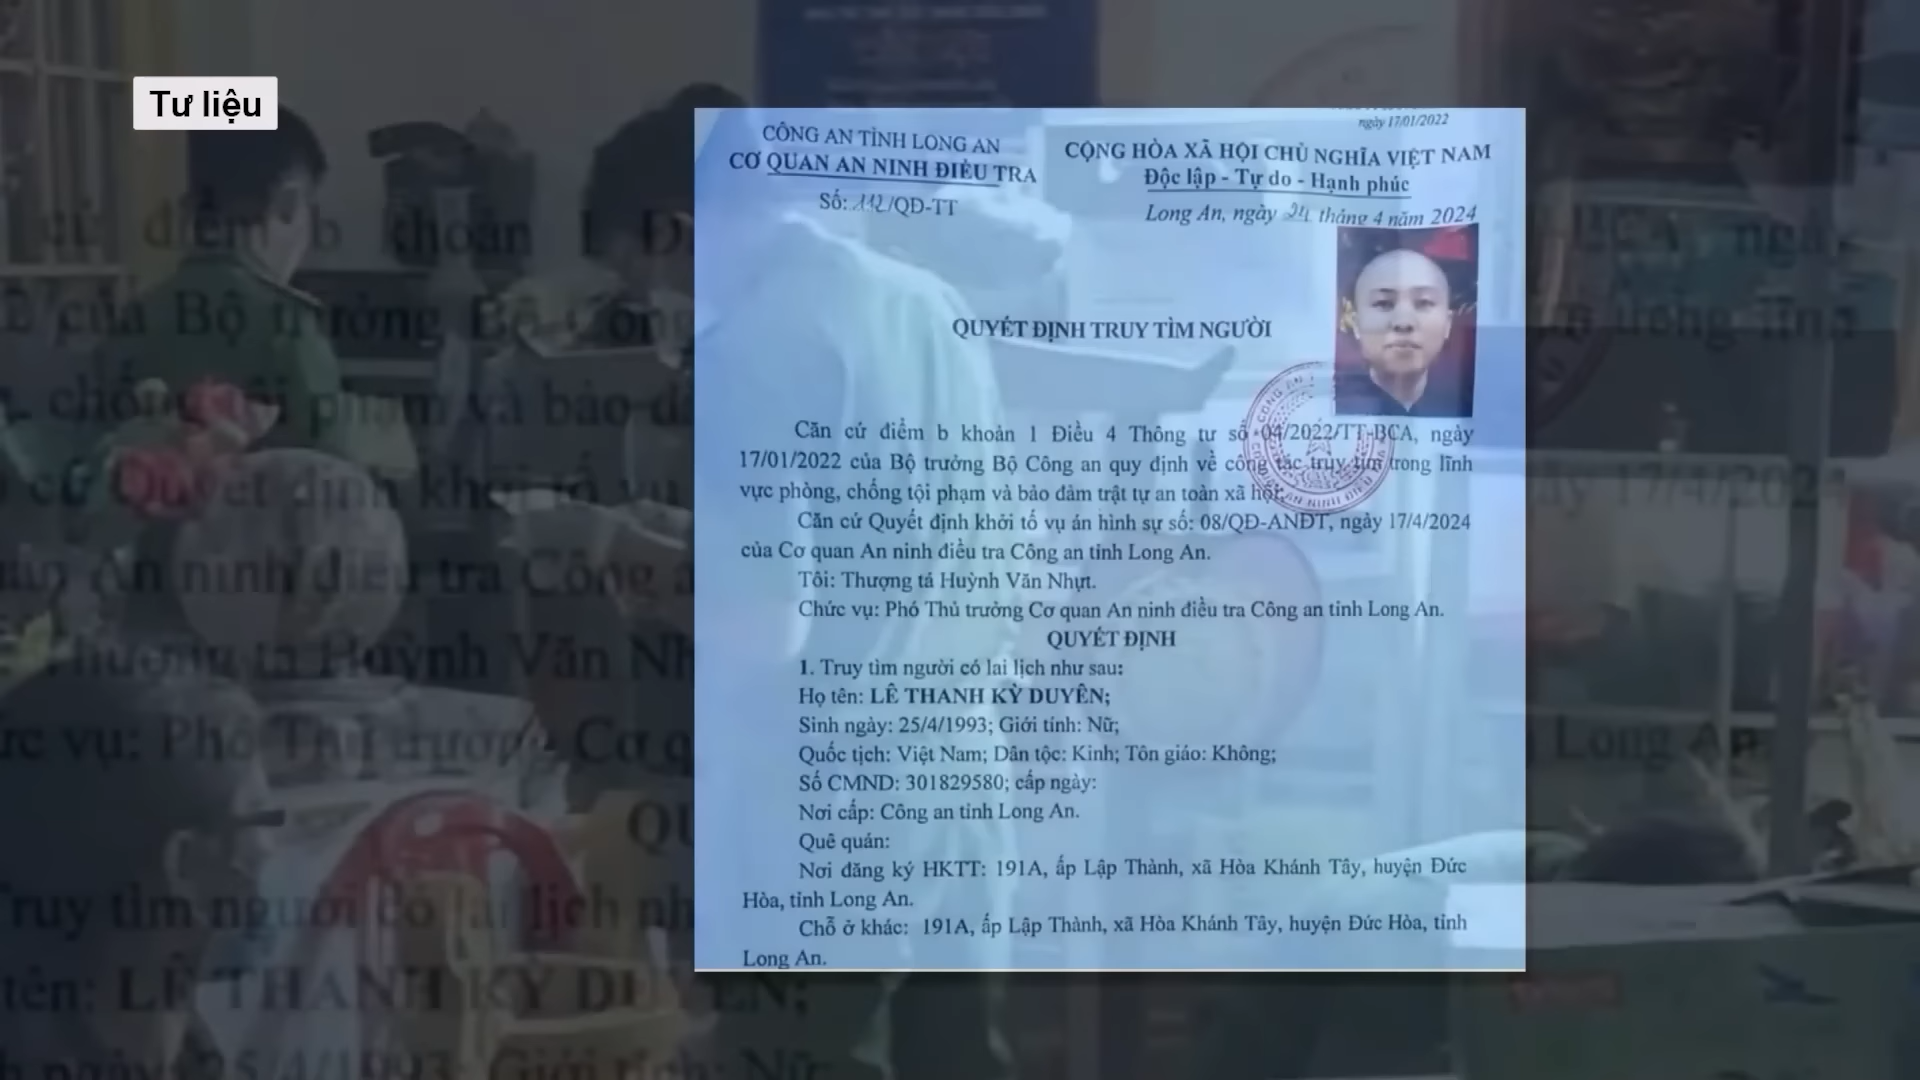 Tư liệu
ngày 17/01/2022
CÔNG AN TỈNH LONG AN
CƠ QUAN AN NINH ĐIỀU TRA
Số: 112/QĐ-TT
CỘNG HÒA XÃ HỘI CHỦ NGHĨA VIỆT NAM
Độc lập - Tự do - Hạnh phúc
Long An, ngày 24 tháng 4 năm 2024
QUYẾT ĐỊNH TRUY TÌM NGƯỜI
Căn cứ điểm b khoản 1 Điều 4 Thông tư số 04/2022/TT-BCA, ngày
17/01/2022 của Bộ trưởng Bộ Công an quy định về công tác truy tìm trong lĩnh
vực phòng, chống tội phạm và bảo đảm trật tự an toàn xã hội;
Căn cứ Quyết định khởi tố vụ án hình sự số: 08/QĐ-ANĐT, ngày 17/4/2024
của Cơ quan An ninh điều tra Công an tỉnh Long An.
Tôi: Thượng tá Huỳnh Văn Nhựt.
Chức vụ: Phó Thủ trưởng Cơ quan An ninh điều tra Công an tỉnh Long An.
QUYẾT ĐỊNH
1. Truy tìm người có lai lịch như sau:
Họ tên: LÊ THANH KỲ DUYÊN;
Sinh ngày: 25/4/1993; Giới tính: Nữ;
Quốc tịch: Việt Nam; Dân tộc: Kinh; Tôn giáo: Không;
Số CMND: 301829580; cấp ngày:
Nơi cấp: Công an tỉnh Long An.
Quê quán:
Nơi đăng ký HKTT: 191A, ấp Lập Thành, xã Hòa Khánh Tây, huyện Đức
Hòa, tỉnh Long An.
Chỗ ở khác: 191A, ấp Lập Thành, xã Hòa Khánh Tây, huyện Đức Hòa, tỉnh
Long An.